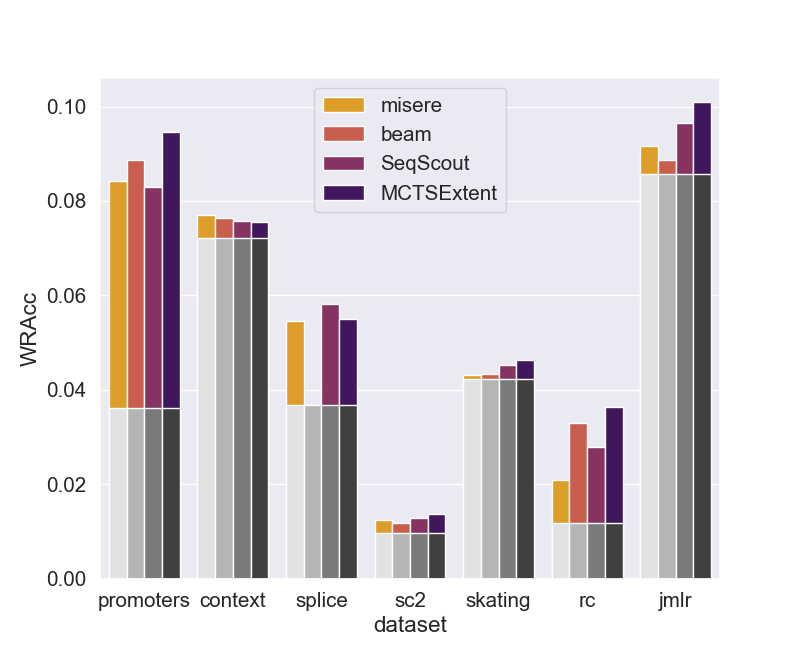 0.10
0.08
0.06
0.04
0.02
0.00
WRAcc
misere
beam
SeqScout
MCTSExtent
promoters context splice sc2 skating rc jmlr
dataset